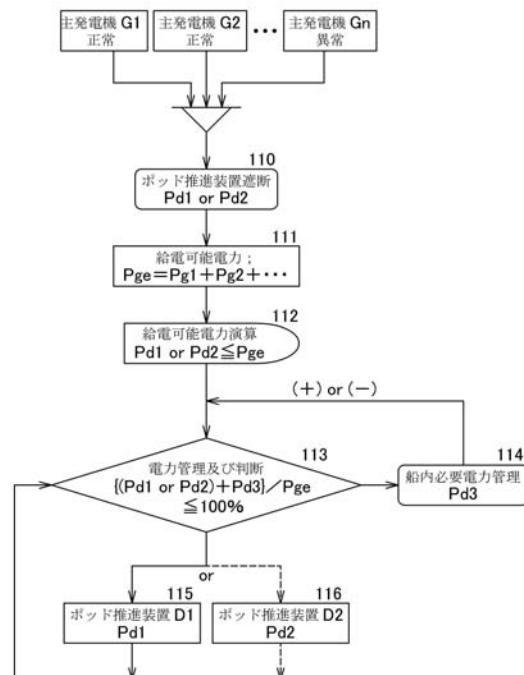 主発電機 G1
正常
主発電機 G2
正常
•••
主発電機 Gn
異常
110
ポッド推進装置遮断
Pd1 or Pd2
111
給電可能電力 ;
Pge=Pg1+Pg2+⋯
112
給電可能電力演算
Pd1 or Pd2≦Pge
(+) or (−)
113
電力管理及び判断
{(Pd1 or Pd2)+Pd3}/Pge
≦100%
114
船内必要電力管理
Pd3
or
115
ポッド推進装置 D1
Pd1
116
ポッド推進装置 D2
Pd2